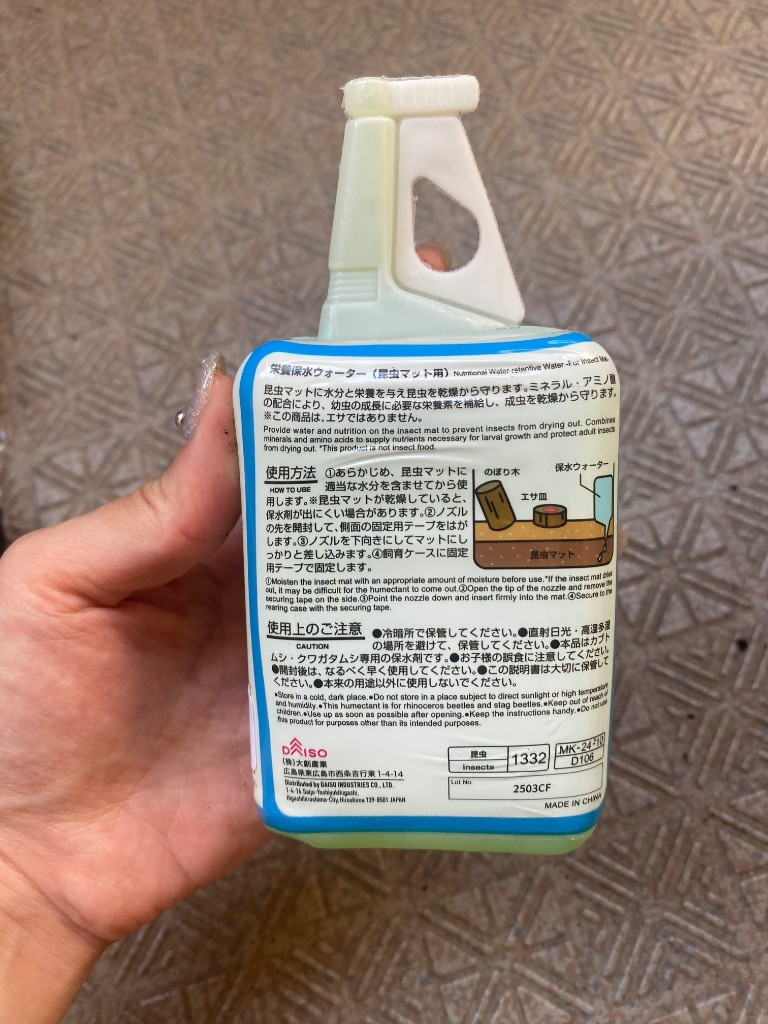 栄養保水ウォーター（昆虫マット用） Nutritional Water-retentive Water -For Insect Mat-
昆虫マットに水分と栄養を与え昆虫を乾燥から守ります。ミネラル・アミノ酸
の配合により、幼虫の成長に必要な栄養素を補給し、成虫を乾燥から守ります。
※この商品は、エサではありません。
Provide water and nutrition on the insect mat to prevent insects from drying out. Combines
minerals and amino acids to supply nutrients necessary for larval growth and protect adult insects
from drying out. *This product is not insect food.
使用方法
HOW TO USE
①あらかじめ、昆虫マットに
適当な水分を含ませてから使
用します。※昆虫マットが乾燥していると、
保水剤が出にくい場合があります。②ノズル
の先を開封して、側面の固定用テープをはが
します。③ノズルを下向きにしてマットにし
っかりと差し込みます。④飼育ケースに固定
用テープで固定します。
のぼり木
エサ皿
保水ウォーター
昆虫マット
①Moisten the insect mat with an appropriate amount of moisture before use.*If the insect mat dries
out, it may be difficult for the humectant to come out.②Open the tip of the nozzle and remove the
securing tape on the side.③Point the nozzle down and insert firmly into the mat.④Secure to the
rearing case with the securing tape.
使用上のご注意
CAUTION
●冷暗所で保管してください。●直射日光・高温多湿
の場所を避けて、保管してください。●本品はカブト
ムシ・クワガタムシ専用の保水剤です。●お子様の誤食に注意してください。
●開封後は、なるべく早く使用してください。●この説明書は大切に保管して
ください。●本来の用途以外に使用しないでください。
●Store in a cold, dark place.●Do not store in a place subject to direct sunlight or high temperature
and humidity.●This humectant is for rhinoceros beetles and stag beetles.●Keep out of reach of
children.●Use up as soon as possible after opening.●Keep the instructions handy.●Do not use
this product for purposes other than its intended purposes.
DAISO
(株)大創産業
広島県東広島市西条吉行東1-4-14
Distributed by DAISO INDUSTRIES CO., LTD.
1-4-14 Saijo-Yoshiyukihigashi,
Higashihiroshima-City, Hiroshima 739-8501 JAPAN
昆虫
Insects
1332
MK-24-210
D106
Lot No.
2503CF
MADE IN CHINA